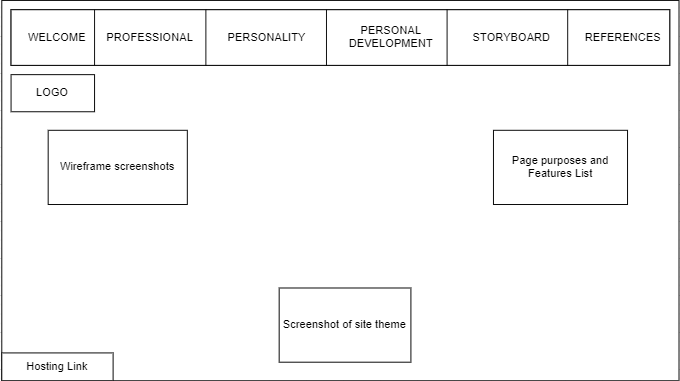 WELCOME
PROFESSIONAL
PERSONALITY
PERSONAL
DEVELOPMENT
STORYBOARD
REFERENCES
LOGO
Wireframe screenshots
Page purposes and
Features List
Screenshot of site theme
Hosting Link